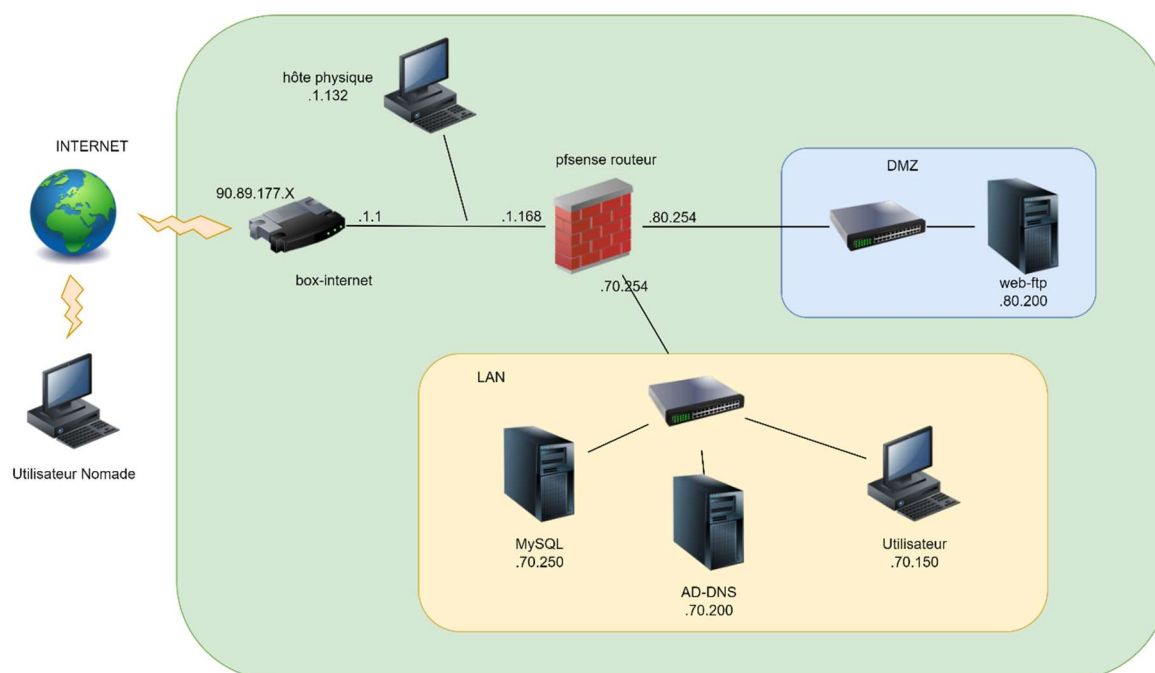 hôte physique
.1.132
INTERNET
90.89.177.X
.1.1
box-internet
pfsense routeur
.1.168
.80.254
.70.254
DMZ
web-ftp
.80.200
Utilisateur Nomade
LAN
MySQL
.70.250
AD-DNS
.70.200
Utilisateur
.70.150